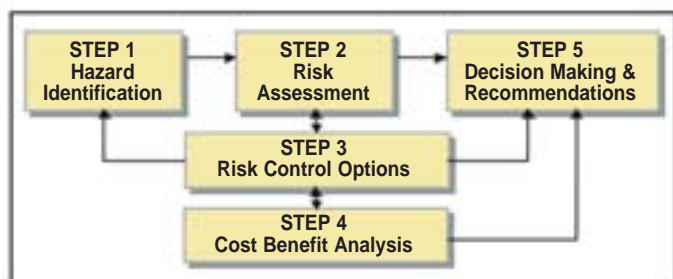 STEP 1
Hazard
Identification
STEP 2
Risk
Assessment
STEP 5
Decision Making &
Recommendations
STEP 3
Risk Control Options
STEP 4
Cost Benefit Analysis